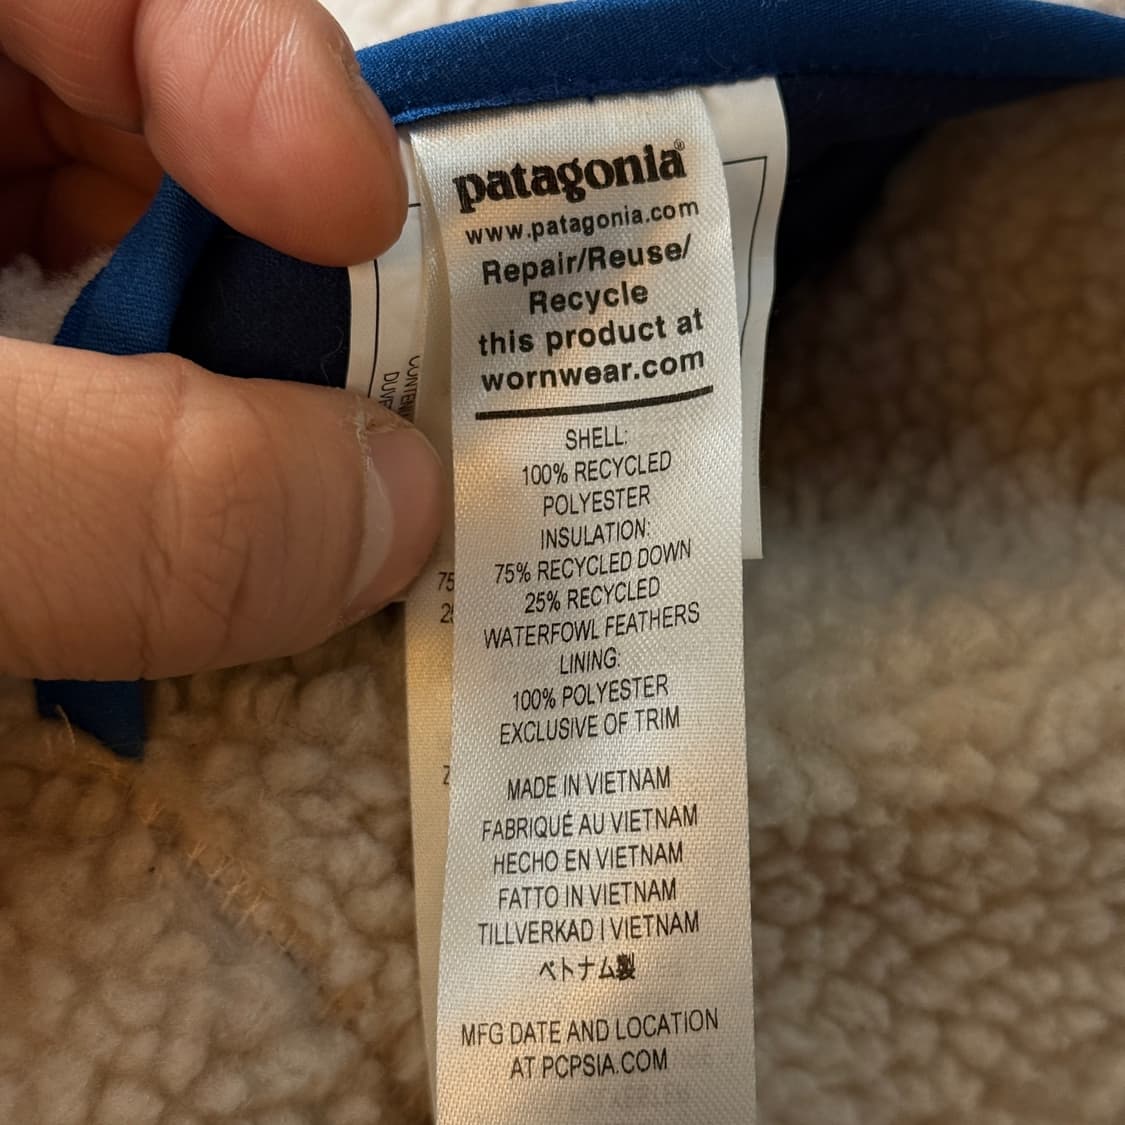 patagonia®
www.patagonia.com
Repair/Reuse/
Recycle
this product at
wornwear.com
SHELL:
100% RECYCLED
POLYESTER
INSULATION:
75% RECYCLED DOWN
25% RECYCLED
WATERFOWL FEATHERS
LINING:
100% POLYESTER
EXCLUSIVE OF TRIM
MADE IN VIETNAM
FABRIQUÉ AU VIETNAM
HECHO EN VIETNAM
FATTO IN VIETNAM
TILLVERKAD I VIETNAM
ベトナム製
MFG DATE AND LOCATION
AT PCPSIA.COM
75